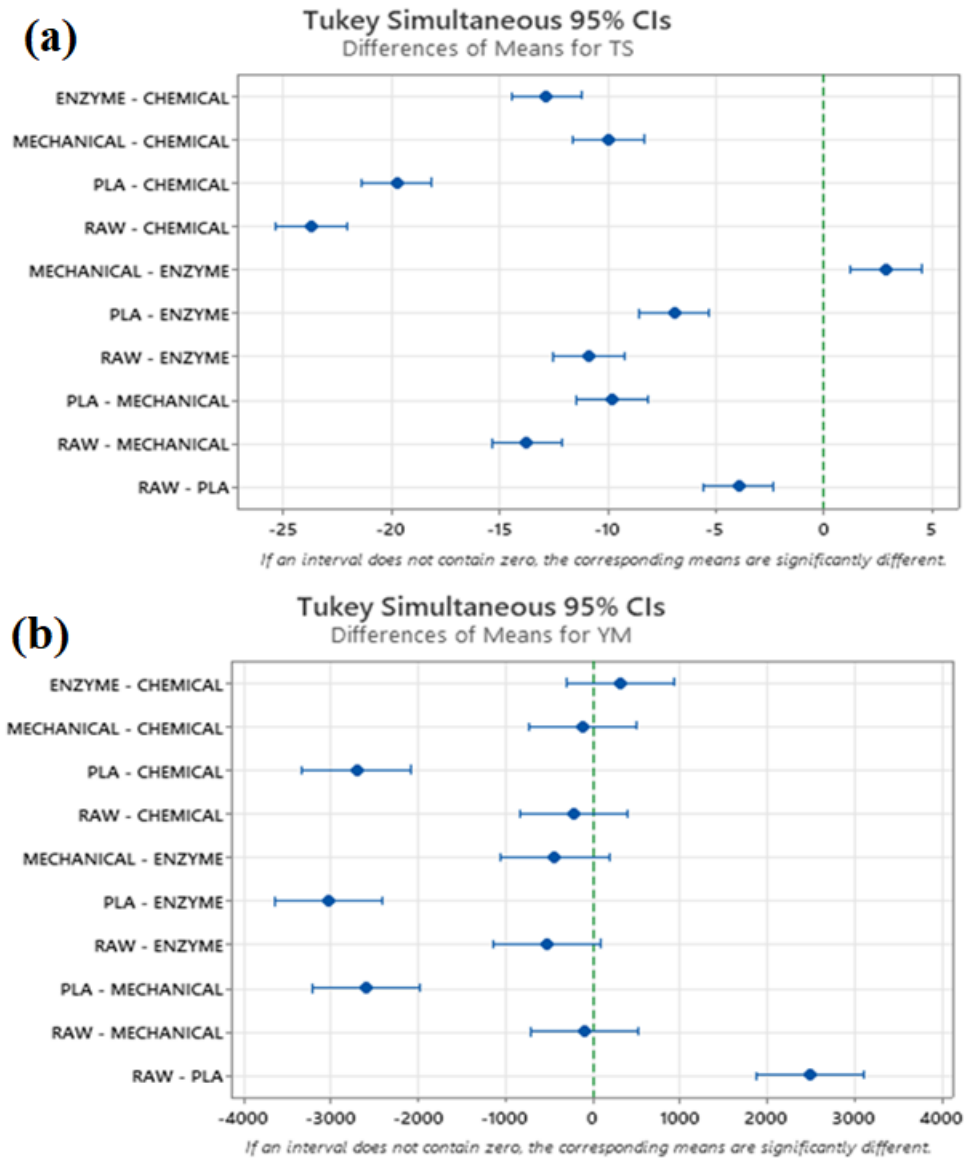 (a)
Tukey Simultaneous 95% CIs
Differences of Means for TS
ENZYME - CHEMICAL
MECHANICAL - CHEMICAL
PLA - CHEMICAL
RAW - CHEMICAL
MECHANICAL - ENZYME
PLA - ENZYME
RAW - ENZYME
PLA - MECHANICAL
RAW - MECHANICAL
RAW - PLA
-25 -20 -15 -10 -5 0 5
If an interval does not contain zero, the corresponding means are significantly different.
(b)
Tukey Simultaneous 95% CIs
Differences of Means for YM
ENZYME - CHEMICAL
MECHANICAL - CHEMICAL
PLA - CHEMICAL
RAW - CHEMICAL
MECHANICAL - ENZYME
PLA - ENZYME
RAW - ENZYME
PLA - MECHANICAL
RAW - MECHANICAL
RAW - PLA
-4000 -3000 -2000 -1000 0 1000 2000 3000 4000
If an interval does not contain zero, the corresponding means are significantly different.